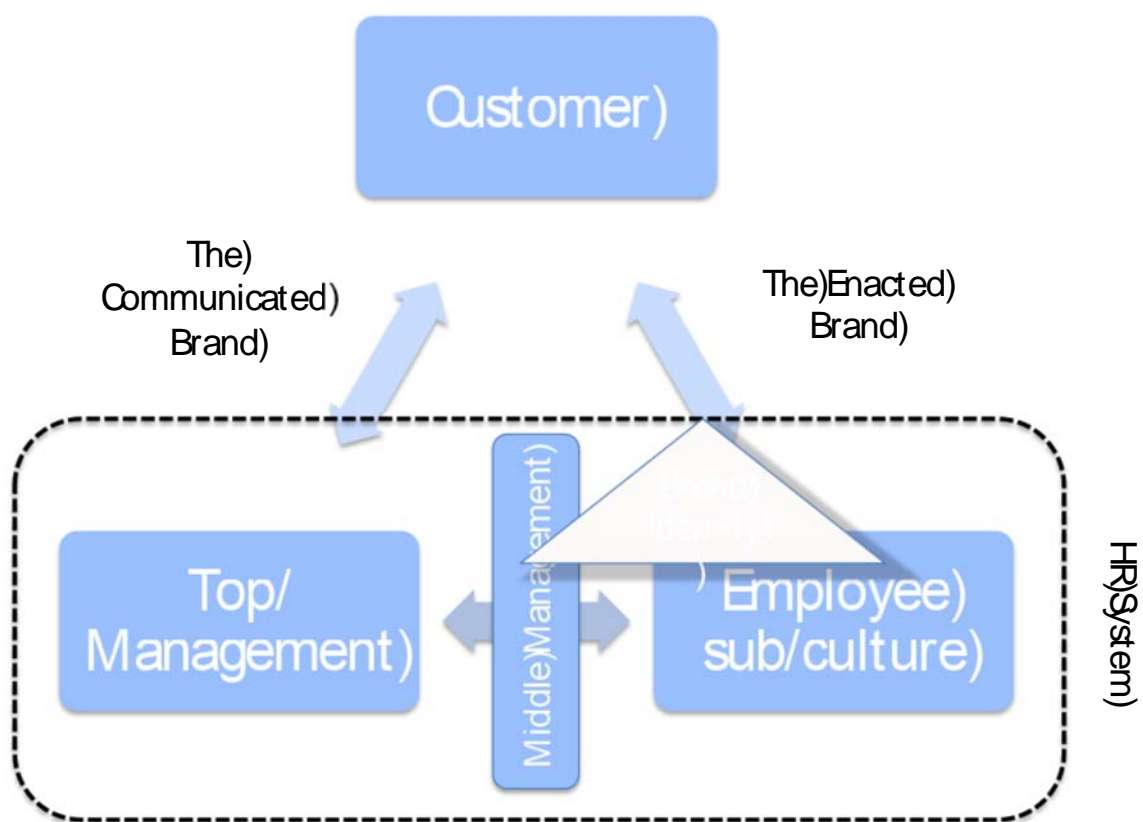 Customer)
The)
Communicated)
Brand)
The)Enacted)
Brand)
Top/
Management)
Middle)Management)
)
Employee)
sub/culture)
HR)System)